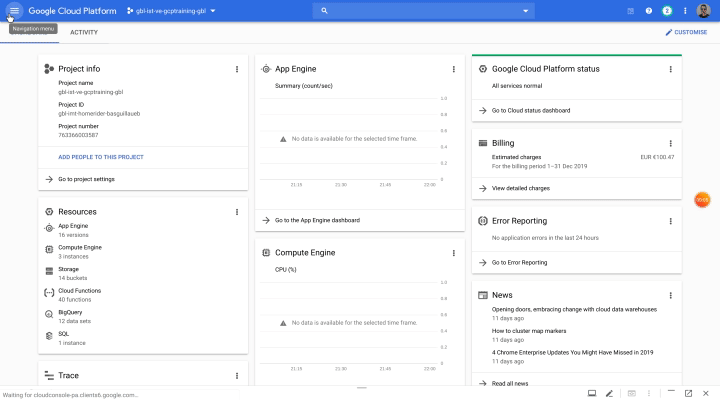 Google Cloud Platform
gbl-ist-ve-gcptraining-gbl
Navigation menu
ACTIVITY
CUSTOMISE
Project info
Project name
gbl-ist-ve-gcptraining-gbl
Project ID
gbl-imt-homerider-basguillaueb
Project number
763366003587
ADD PEOPLE TO THIS PROJECT
Go to project settings
Resources
App Engine
16 versions
Compute Engine
3 instances
Storage
14 buckets
Cloud Functions
40 functions
BigQuery
12 data sets
SQL
1 instance
Trace
App Engine
Summary (count/sec)
1.0
0.8
0.6
No data is available for the selected time frame.
0.4
0.2
0
21:15 21:30 21:45 22:00
Go to the App Engine dashboard
Compute Engine
CPU (%)
1.0
0.8
0.6
No data is available for the selected time frame.
0.4
0.2
0
21:15 21:30 21:45 22:00
Google Cloud Platform status
All services normal
Go to Cloud status dashboard
Billing
Estimated charges EUR €100.47
For the billing period 1–31 Dec 2019
View detailed charges
Error Reporting
No application errors in the last 24 hours
Go to Error Reporting
News
Opening doors, embracing change with cloud data warehouses
11 days ago
How to cluster map markers
11 days ago
4 Chrome Enterprise Updates You Might Have Missed in 2019
11 days ago
Read all news
Waiting for cloudconsole-pa.clients6.google.com...